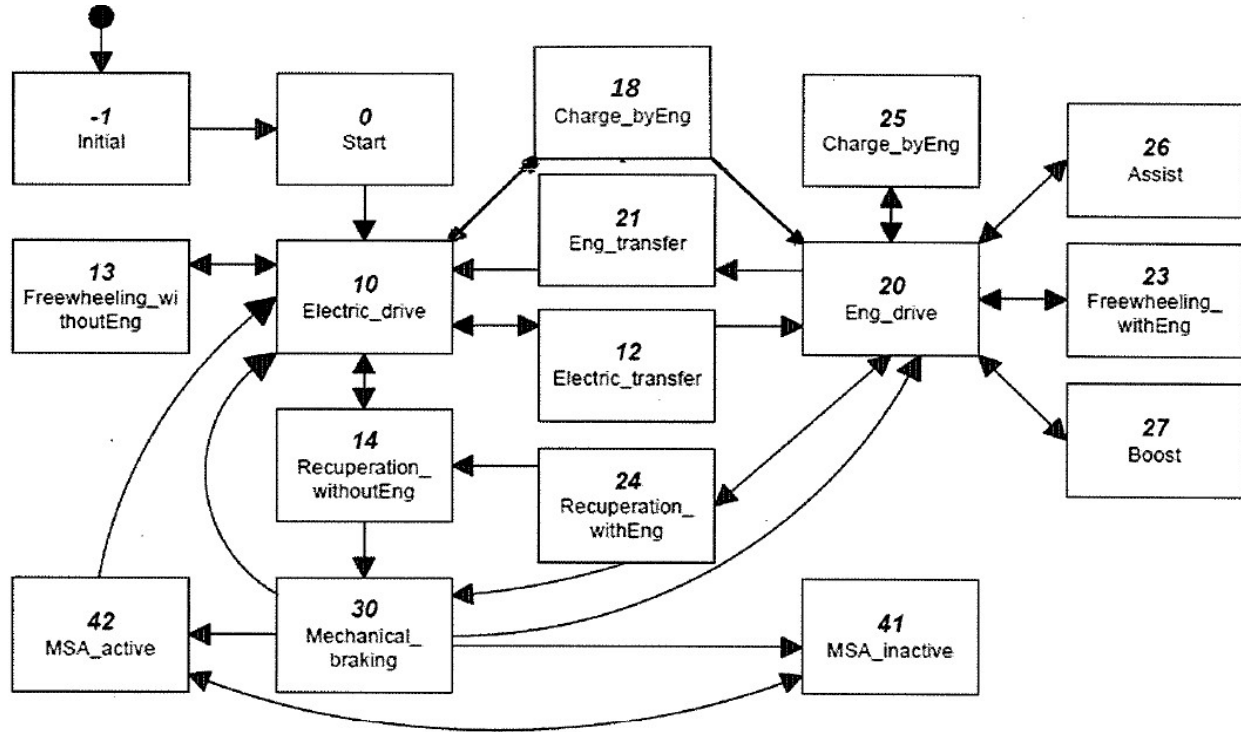 -1
Initial
0
Start
18
Charge_byEng
25
Charge_byEng
26
Assist
21
Eng_transfer
13
Freewheeling_wi
thoutEng
10
Electric_drive
20
Eng_drive
23
Freewheeling_
withEng
12
Electric_transfer
14
Recuperation_
withoutEng
24
Recuperation_
withEng
27
Boost
42
MSA_active
30
Mechanical_
braking
41
MSA_inactive